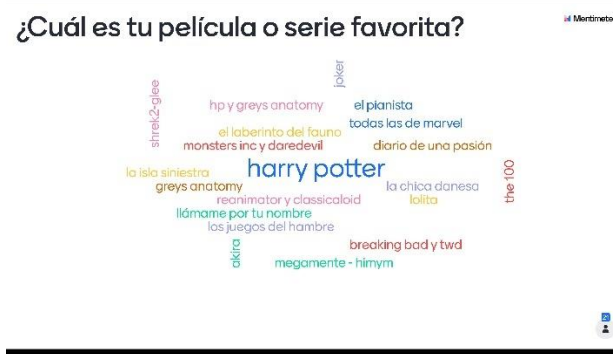 ¿Cuál es tu película o serie favorita?
Mentimete
joker
shrek2-glee
hp y greys anatomy
el pianista
todas las de marvel
el laberinto del fauno
monsters inc y daredevil
diario de una pasión
la isla siniestra
harry potter
the 100
greys anatomy
la chica danesa
reanimator y classicaloid
lolita
llámame por tu nombre
los juegos del hambre
akira
breaking bad y twd
megamente - himym
21